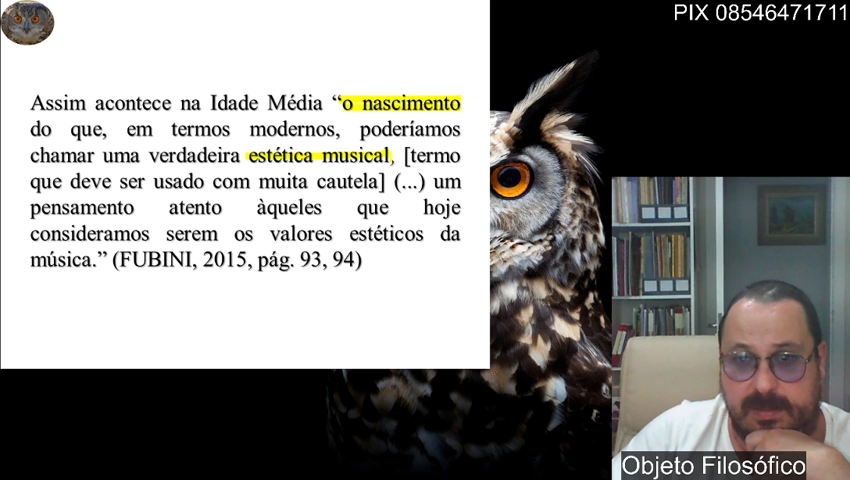 PIX 08546471711
Assim acontece na Idade Média “o nascimento
do que, em termos modernos, poderíamos
chamar uma verdadeira estética musical, [termo
que deve ser usado com muita cautela] (...) um
pensamento atento àqueles que hoje
consideramos serem os valores estéticos da
música.” (FUBINI, 2015, pág. 93, 94)
Objeto Filosófico